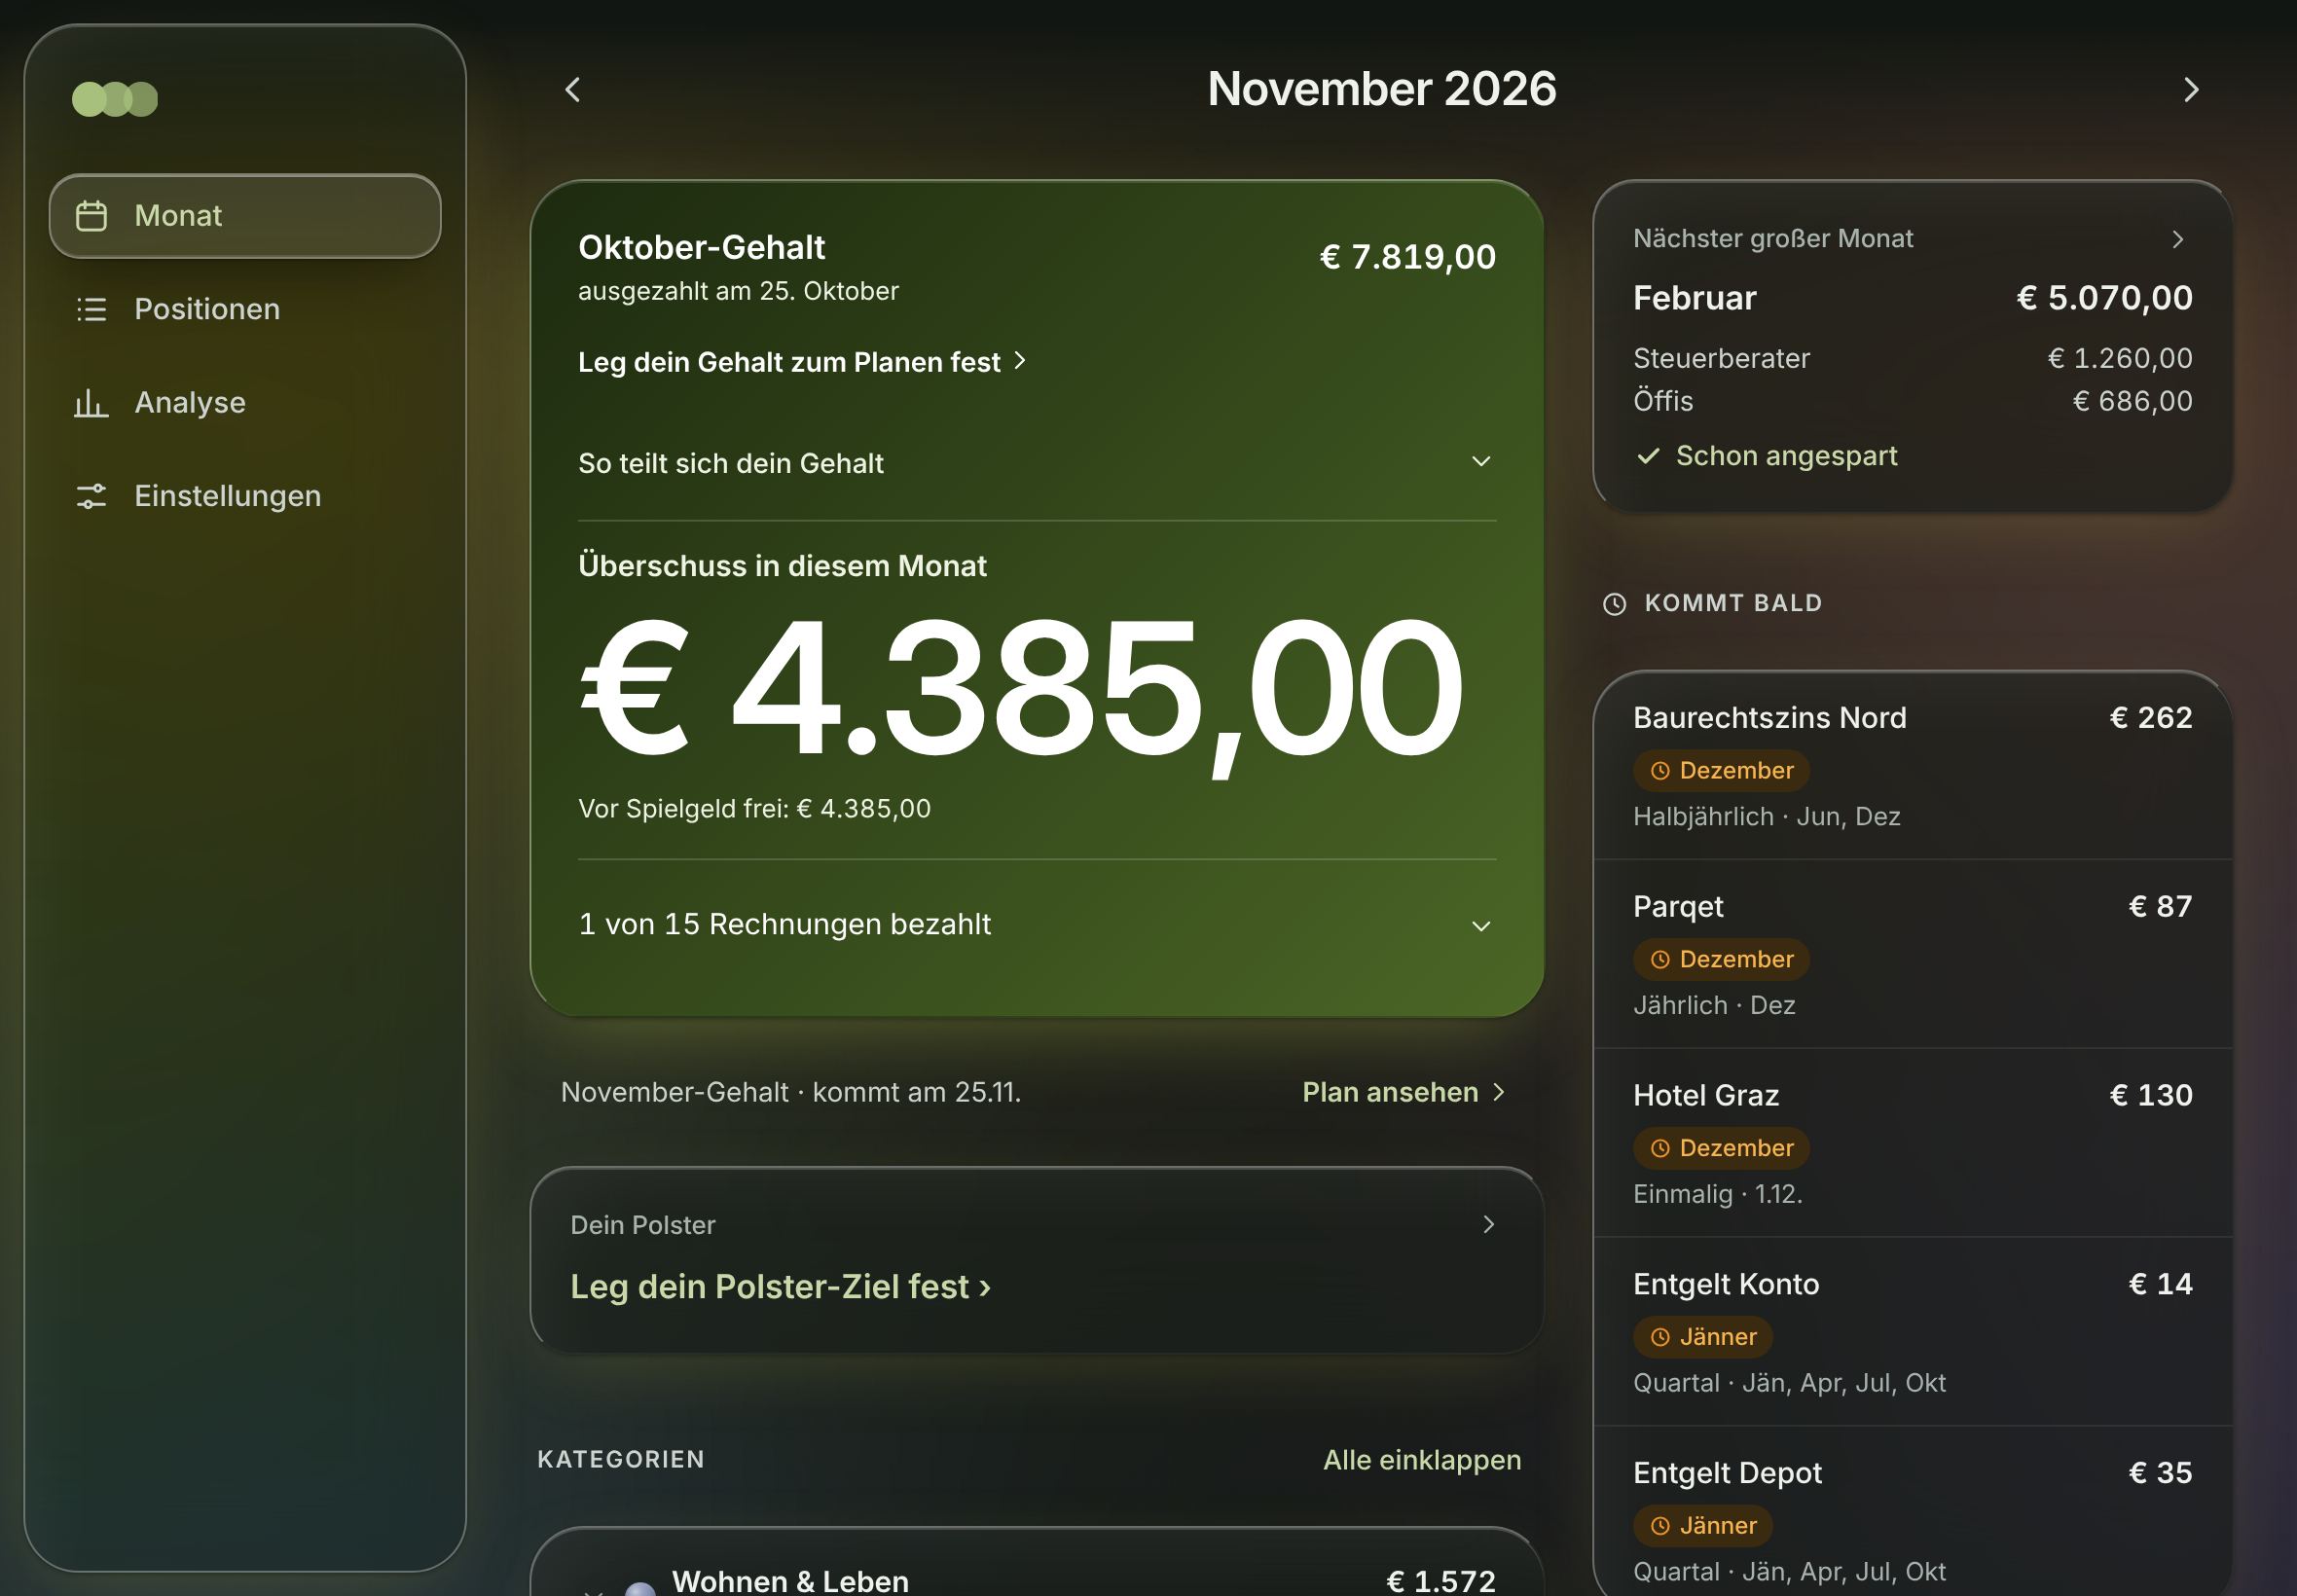 Monat
Positionen
Analyse
Einstellungen
November 2026
Oktober-Gehalt
€ 7.819,00
ausgezahlt am 25. Oktober
Leg dein Gehalt zum Planen fest
So teilt sich dein Gehalt
Überschuss in diesem Monat
€ 4.385,00
Vor Spielgeld frei: € 4.385,00
1 von 15 Rechnungen bezahlt
November-Gehalt · kommt am 25.11.
Plan ansehen
Dein Polster
Leg dein Polster-Ziel fest ›
KATEGORIEN
Alle einklappen
Wohnen & Leben
€ 1.572
Nächster großer Monat
Februar
€ 5.070,00
Steuerberater
€ 1.260,00
Öffis
€ 686,00
Schon angespart
KOMMT BALD
Baurechtszins Nord
€ 262
Dezember
Halbjährlich · Jun, Dez
Parqet
€ 87
Dezember
Jährlich · Dez
Hotel Graz
€ 130
Dezember
Einmalig · 1.12.
Entgelt Konto
€ 14
Jänner
Quartal · Jän, Apr, Jul, Okt
Entgelt Depot
€ 35
Jänner
Quartal · Jän, Apr, Jul, Okt